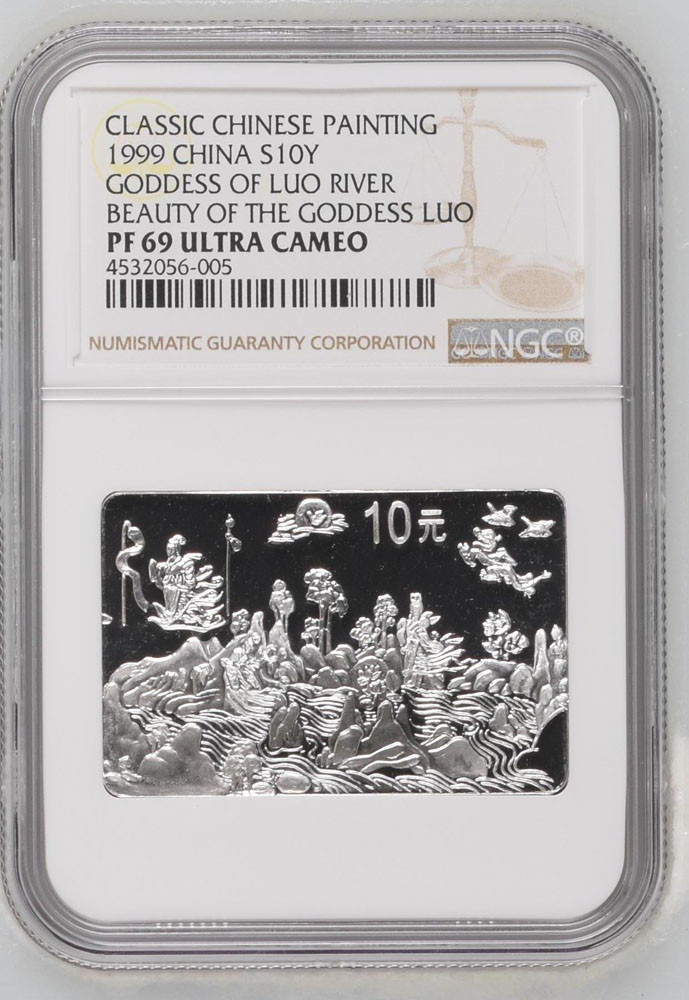 CLASSIC CHINESE PAINTING
1999 CHINA S10Y
GODDESS OF LUO RIVER
BEAUTY OF THE GODDESS LUO
PF 69 ULTRA CAMEO
4532056-005
NUMISMATIC GUARANTY CORPORATION
NGC®
10元